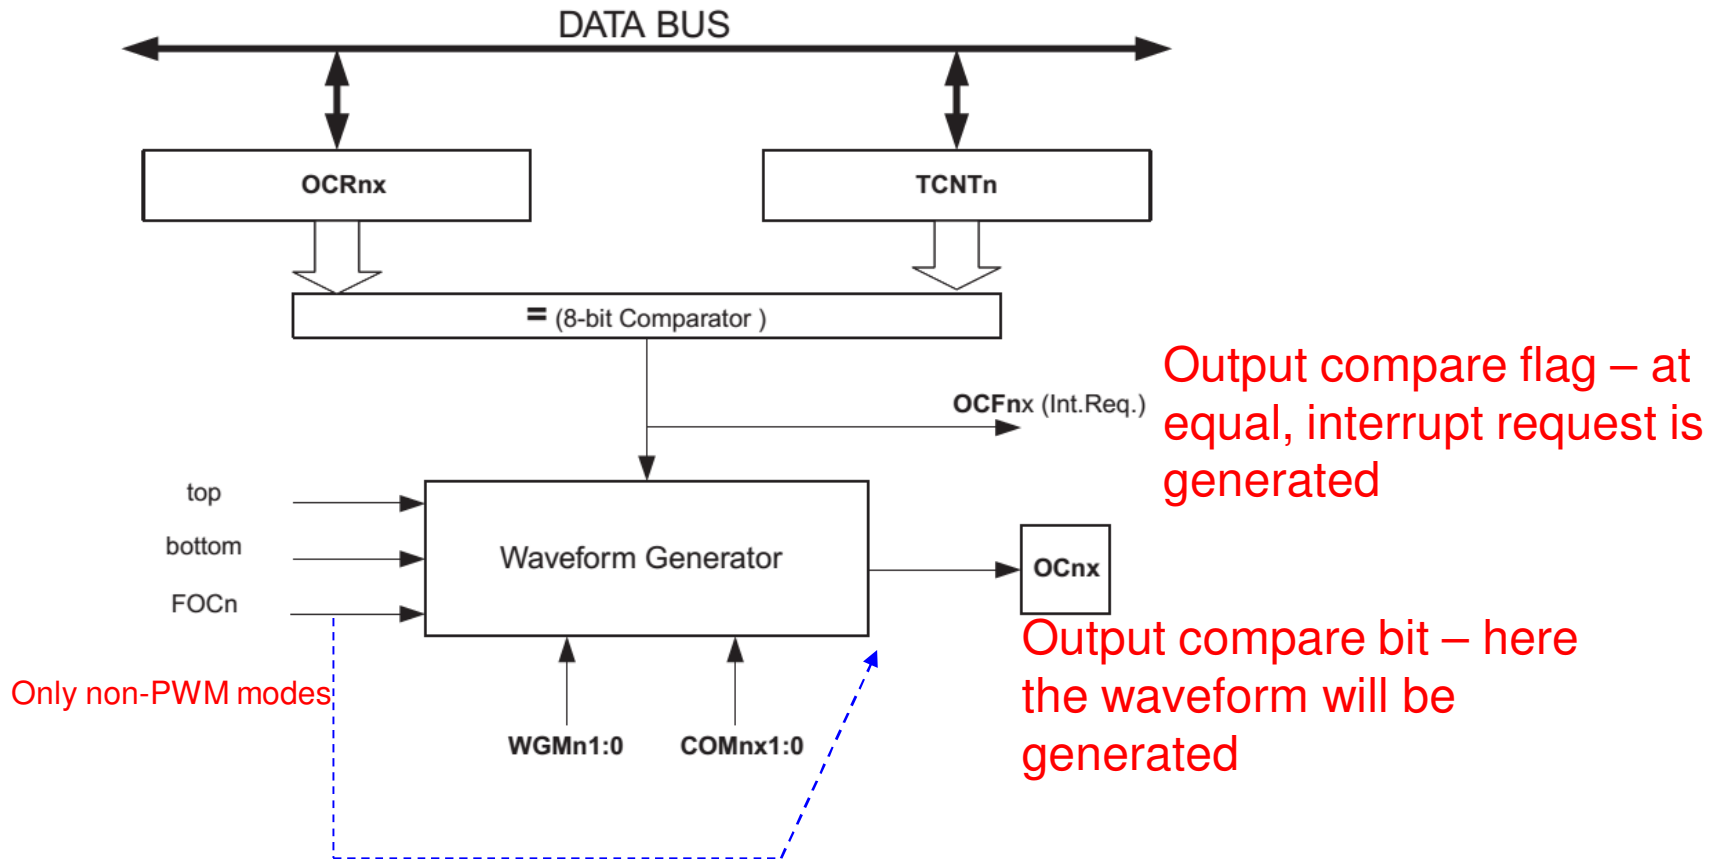 DATA BUS
OCRnx
TCNTn
= (8-bit Comparator )
OCFnx (Int.Req.)
Output compare flag – at
equal, interrupt request is
generated
top
bottom
FOCn
Waveform Generator
OCnx
Only non-PWM modes
WGMn1:0
COMnx1:0
Output compare bit – here
the waveform will be
generated